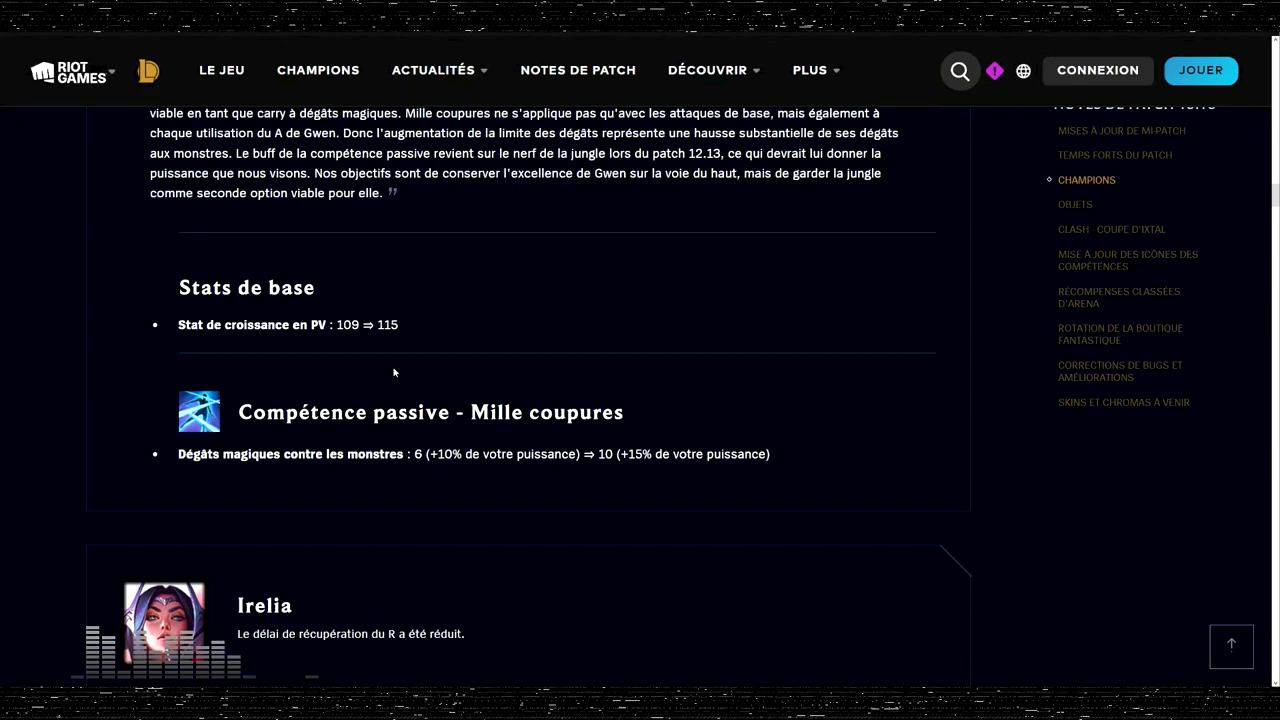 RIOT GAMES
LE JEU
CHAMPIONS
ACTUALITÉS
NOTES DE PATCH
DÉCOUVRIR
PLUS
CONNEXION
JOUER
viable en tant que carry à dégâts magiques. Mille coupures ne s'applique pas qu'avec les attaques de base, mais également à
chaque utilisation du A de Gwen. Donc l'augmentation de la limite des dégâts représente une hausse substantielle de ses dégâts
aux monstres. Le buff de la compétence passive revient sur le nerf de la jungle lors du patch 12.13, ce qui devrait lui donner la
puissance que nous visons. Nos objectifs sont de conserver l'excellence de Gwen sur la voie du haut, mais de garder la jungle
comme seconde option viable pour elle. ”
Stats de base
• Stat de croissance en PV : 109 ⇒ 115
Compétence passive - Mille coupures
• Dégâts magiques contre les monstres : 6 (+10% de votre puissance) ⇒ 10 (+15% de votre puissance)
Irelia
Le délai de récupération du R a été réduit.
MISES À JOUR DE MI-PATCH
TEMPS FORTS DU PATCH
CHAMPIONS
OBJETS
CLASH - COUPE D'IXTAL
MISE À JOUR DES ICÔNES DES
COMPÉTENCES
RÉCOMPENSES CLASSÉES
D'ARENA
ROTATION DE LA BOUTIQUE
FANTASTIQUE
CORRECTIONS DE BUGS ET
AMÉLIORATIONS
SKINS ET CHROMAS À VENIR